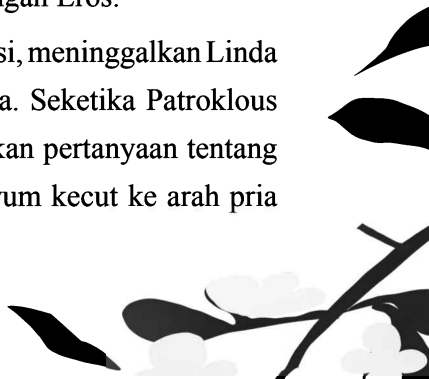 ngan Eros.
si, meninggalkan Linda
a. Seketika Patroklous
kan pertanyaan tentang
yum kecut ke arah pria